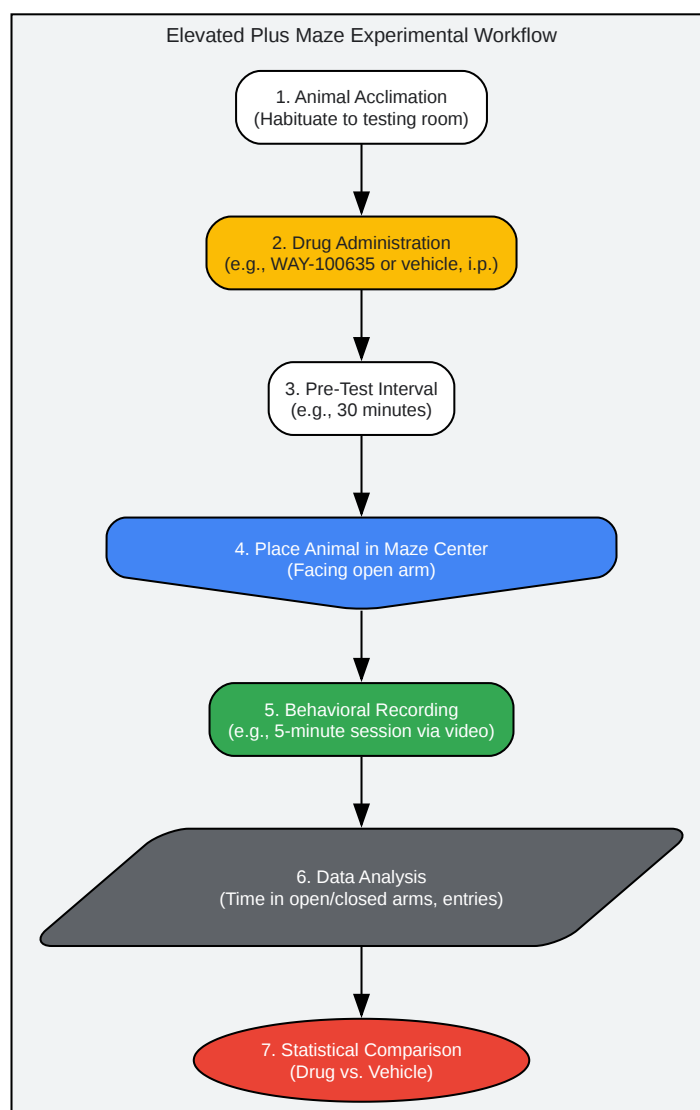 Elevated Plus Maze Experimental Workflow
1. Animal Acclimation
(Habituate to testing room)
2. Drug Administration
(e.g., WAY-100635 or vehicle, i.p.)
3. Pre-Test Interval
(e.g., 30 minutes)
4. Place Animal in Maze Center
(Facing open arm)
5. Behavioral Recording
(e.g., 5-minute session via video)
6. Data Analysis
(Time in open/closed arms, entries)
7. Statistical Comparison
(Drug vs. Vehicle)